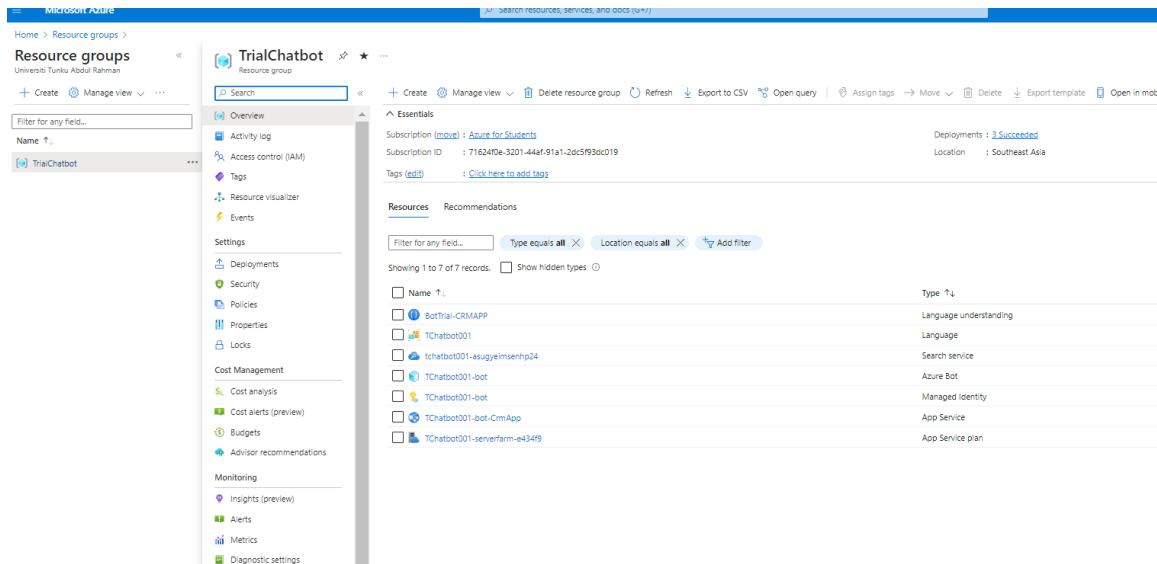 Microsoft Azure
Search resources, services, and docs (G+/)
Home > Resource groups >
Resource groups
Universiti Tunku Abdul Rahman
+ Create Manage view
Filter for any field...
Name ↑↓
TrialChatbot
TrialChatbot
Resource group
Search
Overview
Activity log
Access control (IAM)
Tags
Resource visualizer
Events
Settings
Deployments
Security
Policies
Properties
Locks
Cost Management
Cost analysis
Cost alerts (preview)
Budgets
Advisor recommendations
Monitoring
Insights (preview)
Alerts
Metrics
Diagnostic settings
+ Create Manage view Delete resource group Refresh Export to CSV Open query Assign tags Move Delete Export template Open in mob
Essentials
Subscription (move) : Azure for Students
Deployments : 3 Succeeded
Subscription ID : 71624f0e-3201-44af-91a1-2dc5f93dc019
Location : Southeast Asia
Tags (edit) : Click here to add tags
Resources Recommendations
Filter for any field... Type equals all Location equals all Add filter
Showing 1 to 7 of 7 records. Show hidden types
Name ↑↓ Type ↑↓
BotTrial-CRMAPP Language understanding
TChatbot001 Language
tchatbot001-asugyeimsenhp24 Search service
TChatbot001-bot Azure Bot
TChatbot001-bot Managed Identity
TChatbot001-bot-CrmApp App Service
TChatbot001-serverfarm-e434f9 App Service plan